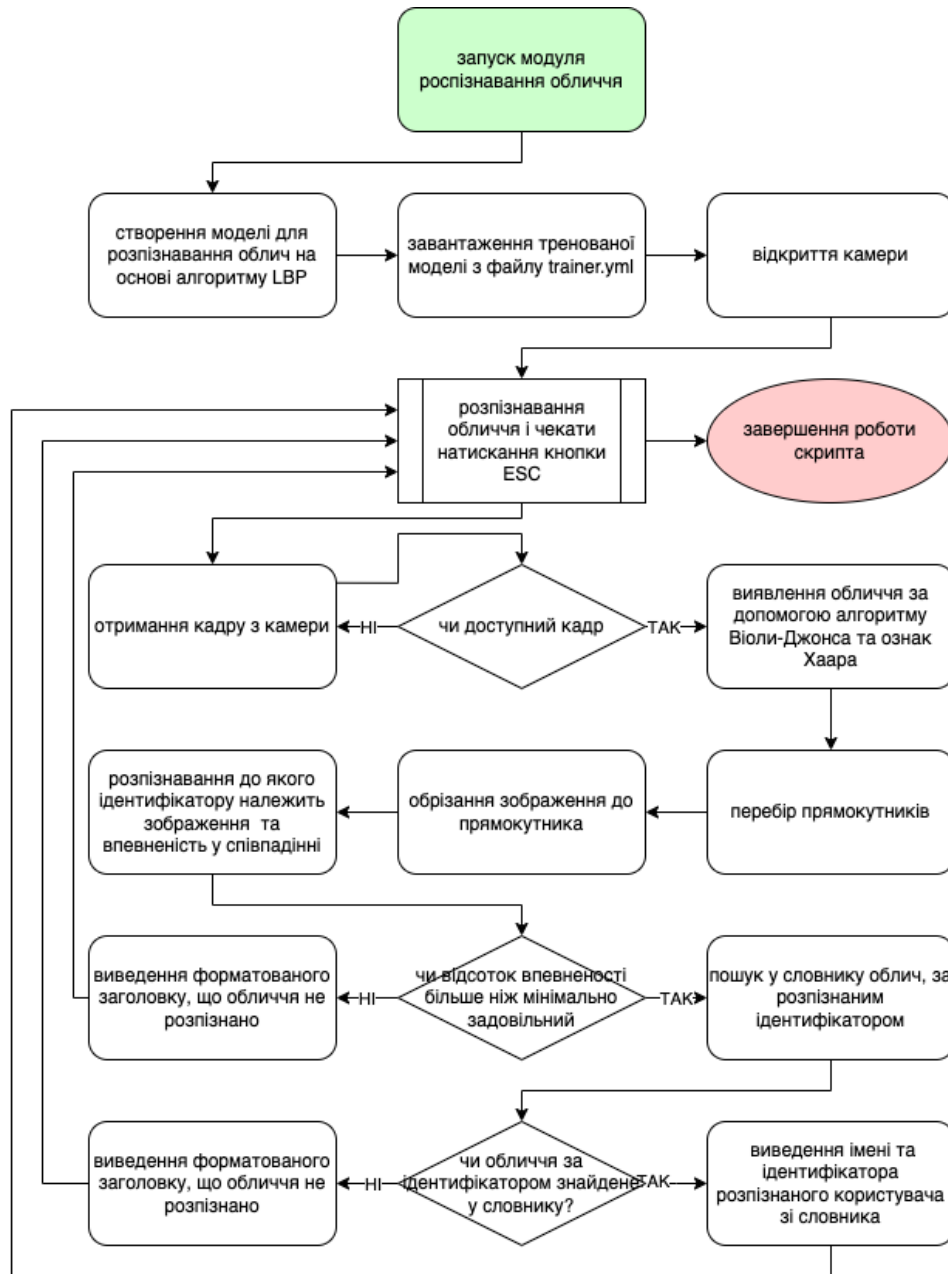 запуск модуля
роспізнавання обличчя
створення моделі для
розпізнавання облич на
основі алгоритму LBP
завантаження тренованої
моделі з файлу trainer.yml
відкриття камери
розпізнавання
обличчя і чекати
натискання кнопки
ESC
завершення роботи
скрипта
отримання кадру з камери
НІ
чи доступний кадр
ТАК
виявлення обличчя за
допомогою алгоритму
Віоли-Джонса та ознак
Хаара
розпізнавання до якого
ідентифікатору належить
зображення та
впевненість у співпадінні
обрізання зображення до
прямокутника
перебір прямокутників
виведення форматованого
заголовку, що обличчя не
розпізнано
НІ
чи відсоток впевненості
більше ніж мінімально
задовільний
ТАК
пошук у словнику облич, за
розпізнаним
ідентифікатором
виведення форматованого
заголовку, що обличчя не
розпізнано
НІ
чи обличчя за
ідентифікатором знайдене
у словнику?
ТАК
виведення імені та
ідентифікатора
розпізнаного користувача
зі словника